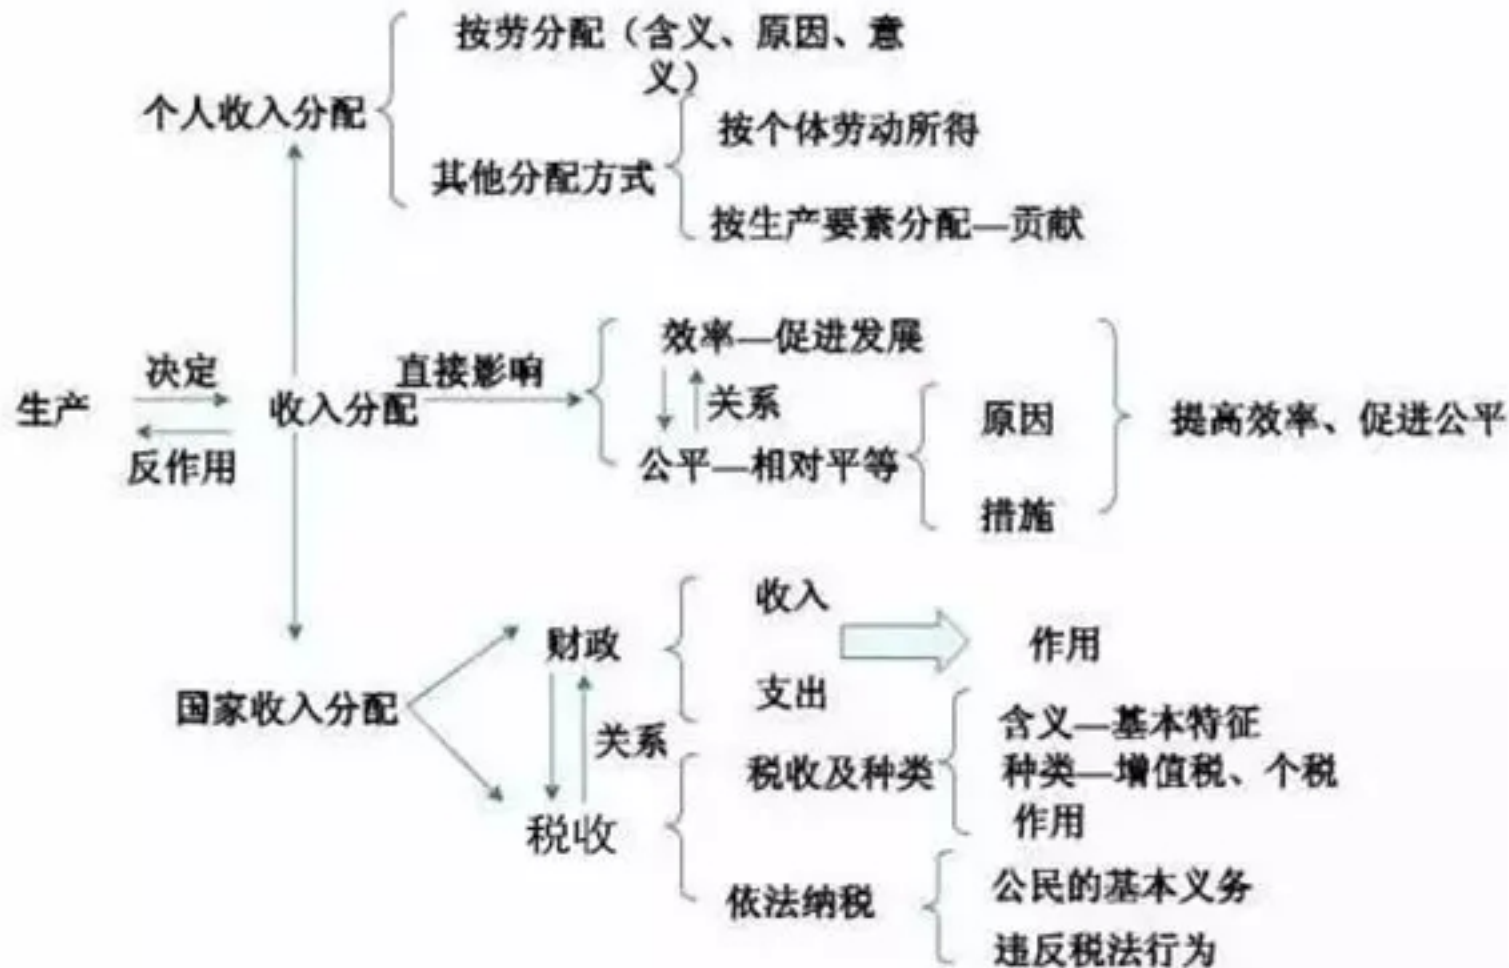 按劳分配（含义、原因、意
义）
个人收入分配
按个体劳动所得
其他分配方式
按生产要素分配—贡献
效率—促进发展
决定
直接影响
生产
收入分配
关系
原因
提高效率、促进公平
反作用
公平—相对平等
措施
收入
财政
作用
支出
国家收入分配
关系
含义—基本特征
税收及种类
种类—增值税、个税
作用
税收
依法纳税
公民的基本义务
违反税法行为